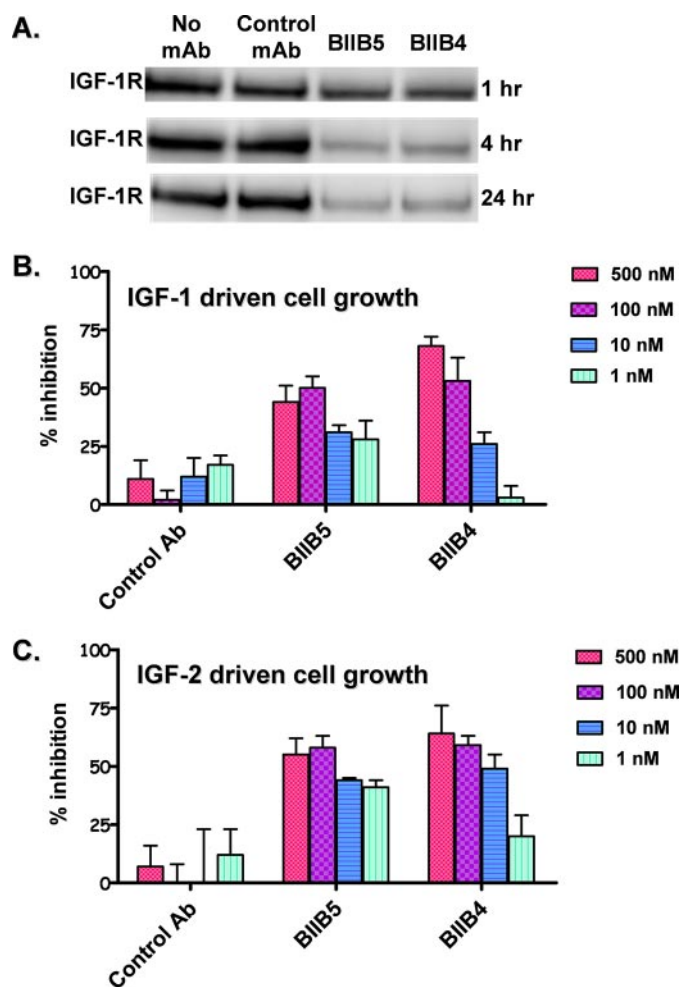 A.
No mAb
Control mAb
BIIB5
BIIB4
IGF-1R
1 hr
IGF-1R
4 hr
IGF-1R
24 hr
B.
IGF-1 driven cell growth
% inhibition
100
75
50
25
0
Control Ab
BIIB5
BIIB4
500 nM
100 nM
10 nM
1 nM
C.
IGF-2 driven cell growth
% inhibition
100
75
50
25
0
Control Ab
BIIB5
BIIB4
500 nM
100 nM
10 nM
1 nM